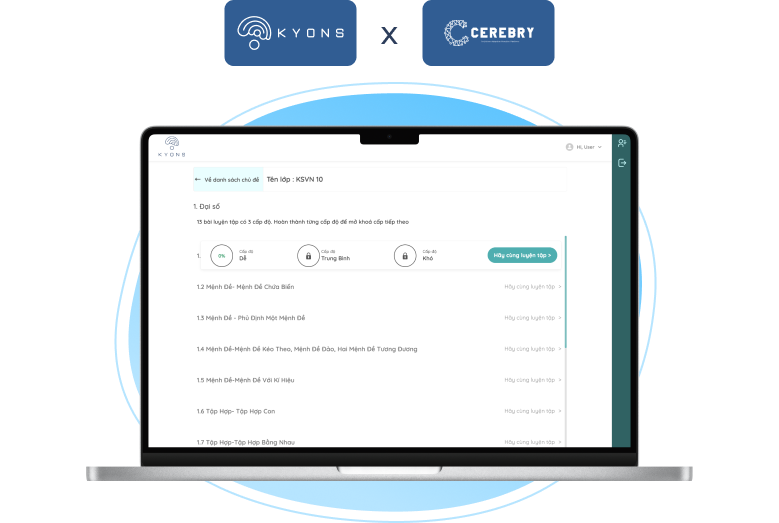 KYONS
X
CEREBRY
KYONS
Hi, User
← Về danh sách chủ đề
Tên lớp : KSVN 10
1. Đại số
13 bài luyện tập có 3 cấp độ. Hoàn thành từng cấp độ để mở khoá cấp tiếp theo
1.
0%
Cấp độ
Dễ
Cấp độ
Trung Bình
Cấp độ
Khó
Hãy cùng luyện tập >
1.2 Mệnh Đề- Mệnh Đề Chứa Biến
Hãy cùng luyện tập >
1.3 Mệnh Đề - Phủ Định Một Mệnh Đề
Hãy cùng luyện tập >
1.4 Mệnh Đề-Mệnh Đề Kéo Theo, Mệnh Đề Đảo, Hai Mệnh Đề Tương Đương
Hãy cùng luyện tập >
1.5 Mệnh Đề-Mệnh Đề Với Kí Hiệu
Hãy cùng luyện tập >
1.6 Tập Hợp- Tập Hợp Con
Hãy cùng luyện tập >
1.7 Tập Hợp-Tập Hợp Bằng Nhau
Hãy cùng luyện tập >